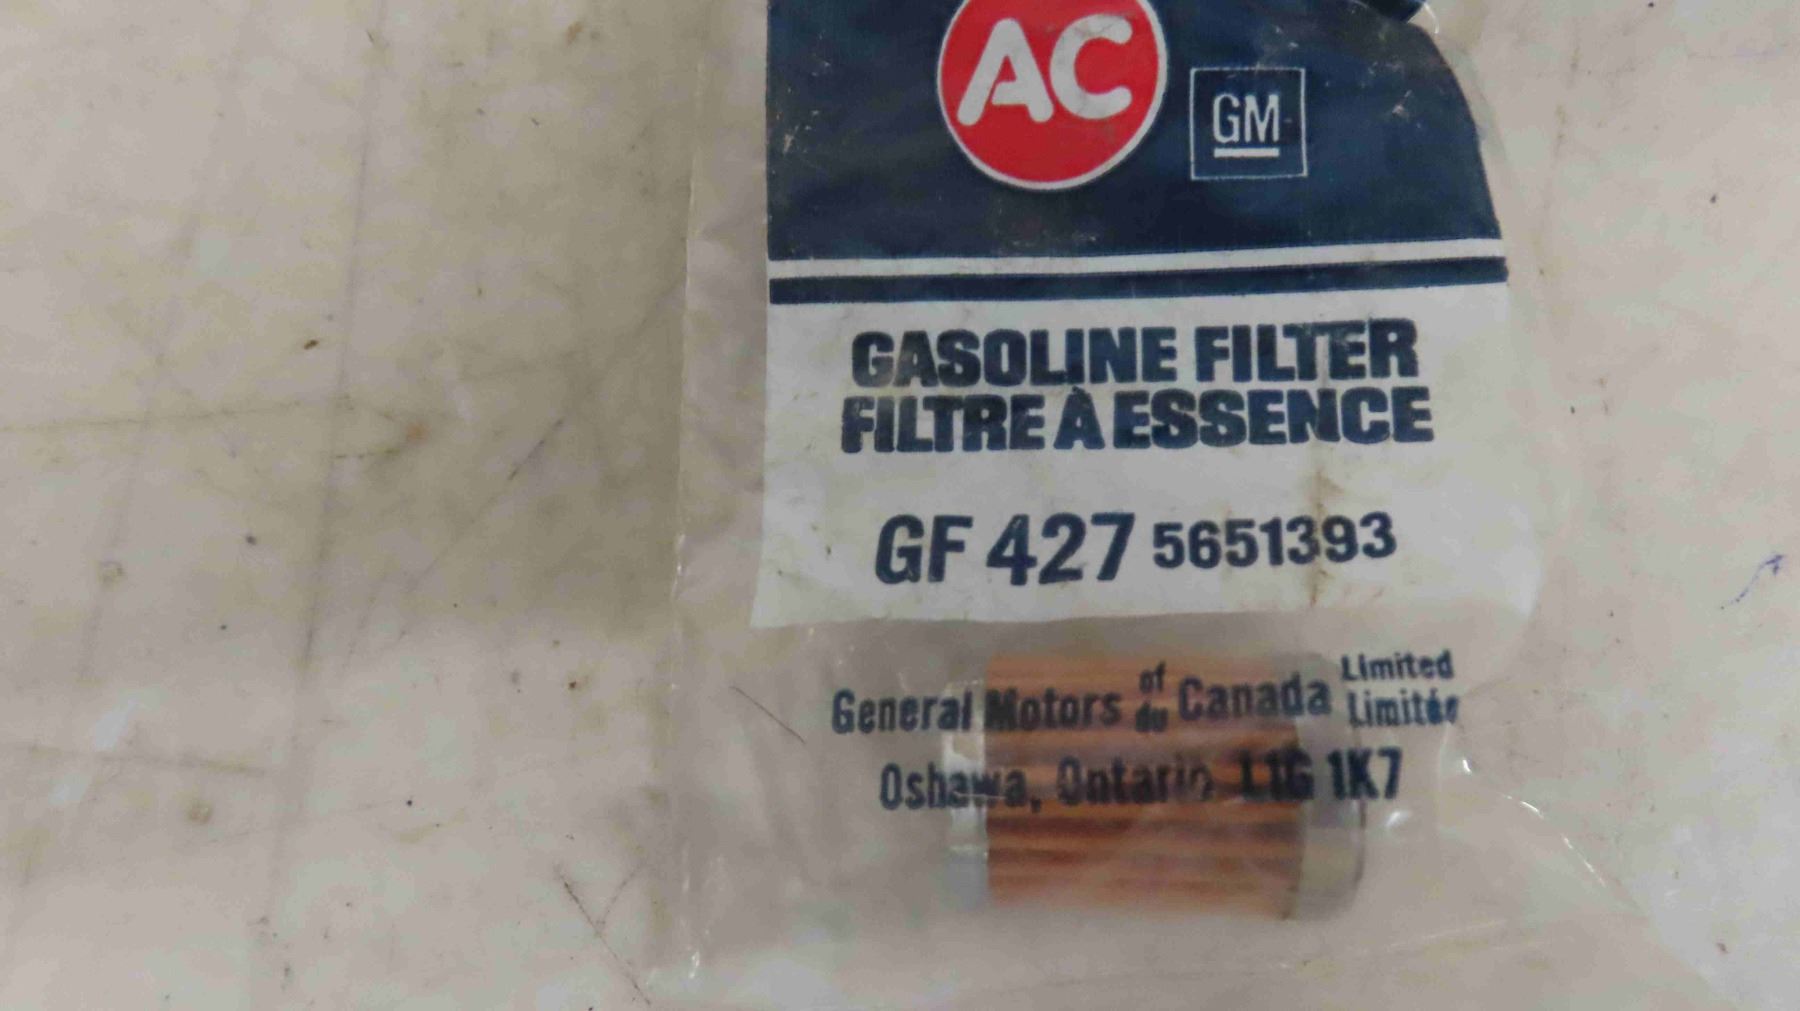 AC
GM
GASOLINE FILTER
FILTRE À ESSENCE
GF 427 5651393
General Motors of du Canada Limited Limitée
Oshawa, Ontario L1G 1K7